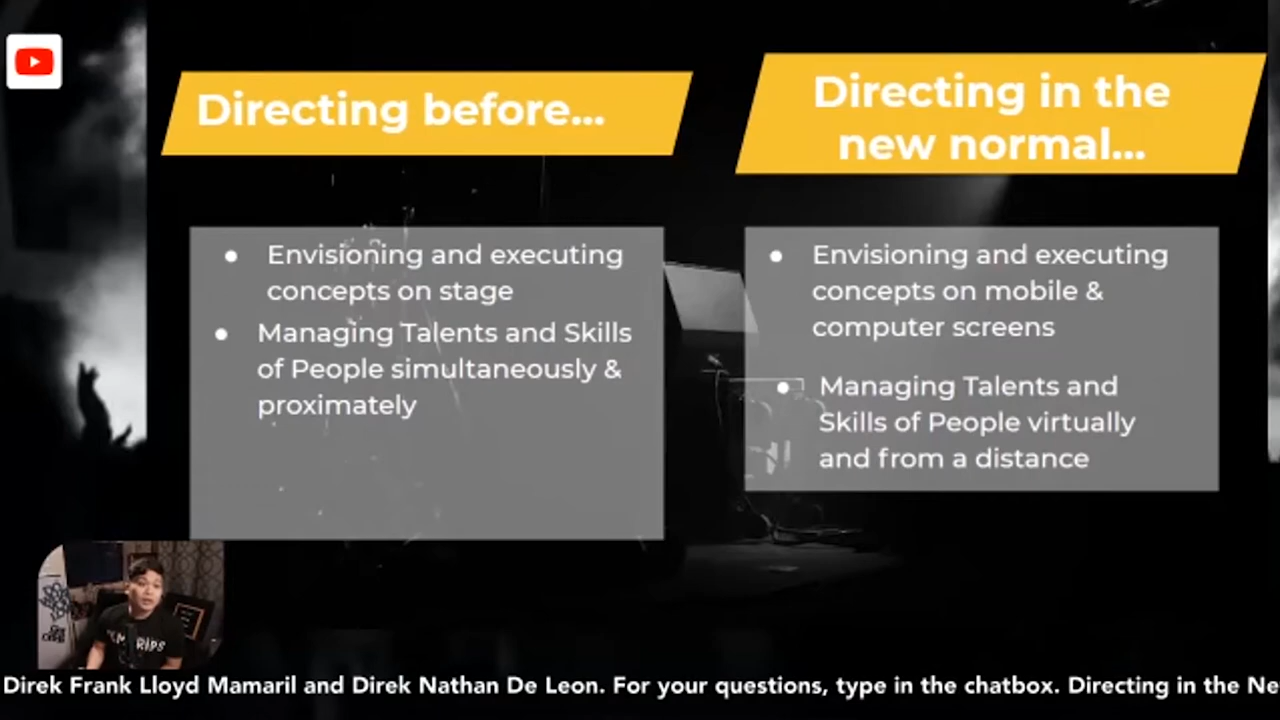 Directing before...
Directing in the
new normal...
● Envisioning and executing
concepts on stage
● Managing Talents and Skills
of People simultaneously &
proximately
● Envisioning and executing
concepts on mobile &
computer screens
● Managing Talents and
Skills of People virtually
and from a distance
Direk Frank Lloyd Mamaril and Direk Nathan De Leon. For your questions, type in the chatbox. Directing in the Ne